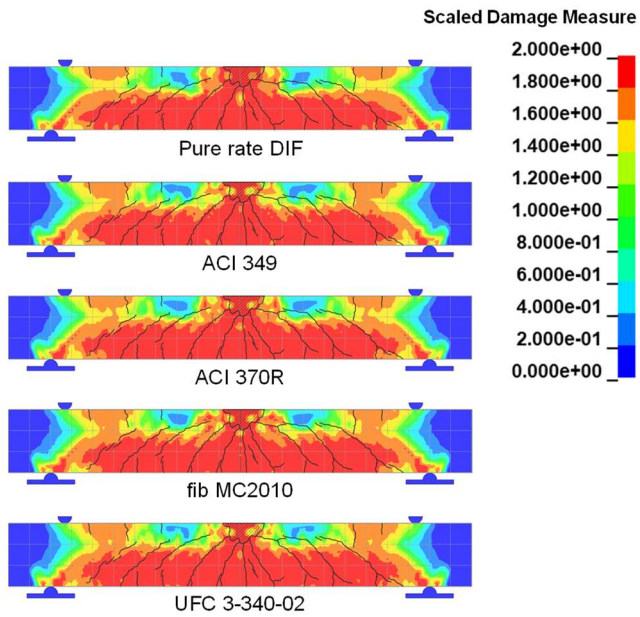 Scaled Damage Measure
2.000e+00
1.800e+00
1.600e+00
1.400e+00
1.200e+00
1.000e+00
8.000e-01
6.000e-01
4.000e-01
2.000e-01
0.000e+00
Pure rate DIF
ACI 349
ACI 370R
fib MC2010
UFC 3-340-02